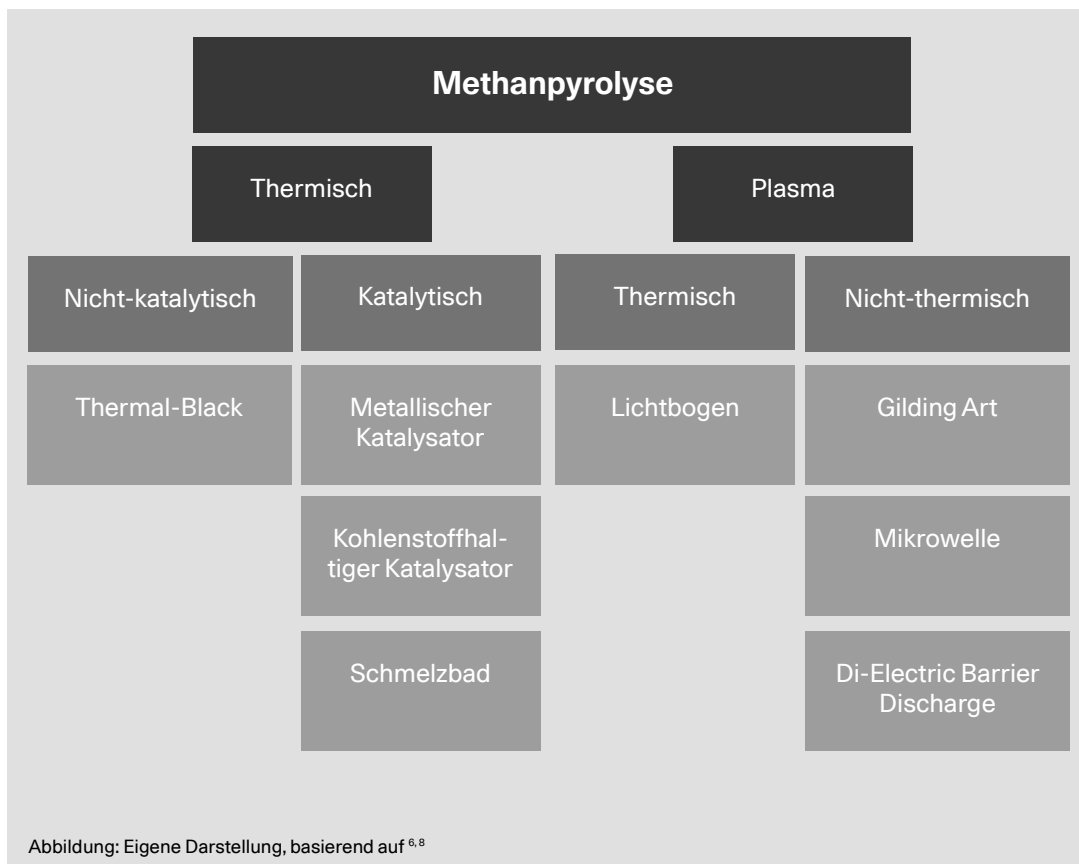 Methanpyrolyse
Thermisch
Plasma
Nicht-katalytisch
Katalytisch
Thermisch
Nicht-thermisch
Thermal-Black
Metallischer
Katalysator
Lichtbogen
Gilding Art
Kohlenstoffhal-
tiger Katalysator
Mikrowelle
Schmelzbad
Di-Electric Barrier
Discharge
Abbildung: Eigene Darstellung, basierend auf 6, 8